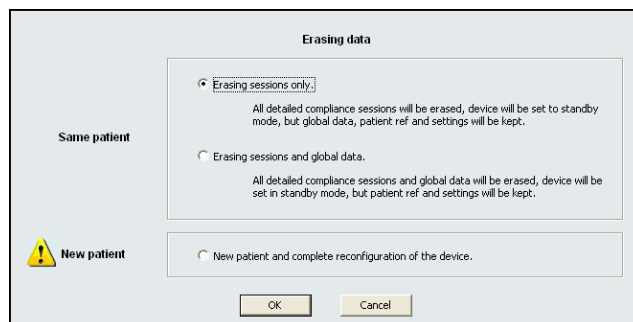 Erasing data
Same patient
Erasing sessions only.
All detailed compliance sessions will be erased, device will be set to standby
mode, but global data, patient ref and settings will be kept.
Erasing sessions and global data.
All detailed compliance sessions and global data will be erased, device will be
set in standby mode, but patient ref and settings will be kept.
New patient
New patient and complete reconfiguration of the device.
OK
Cancel